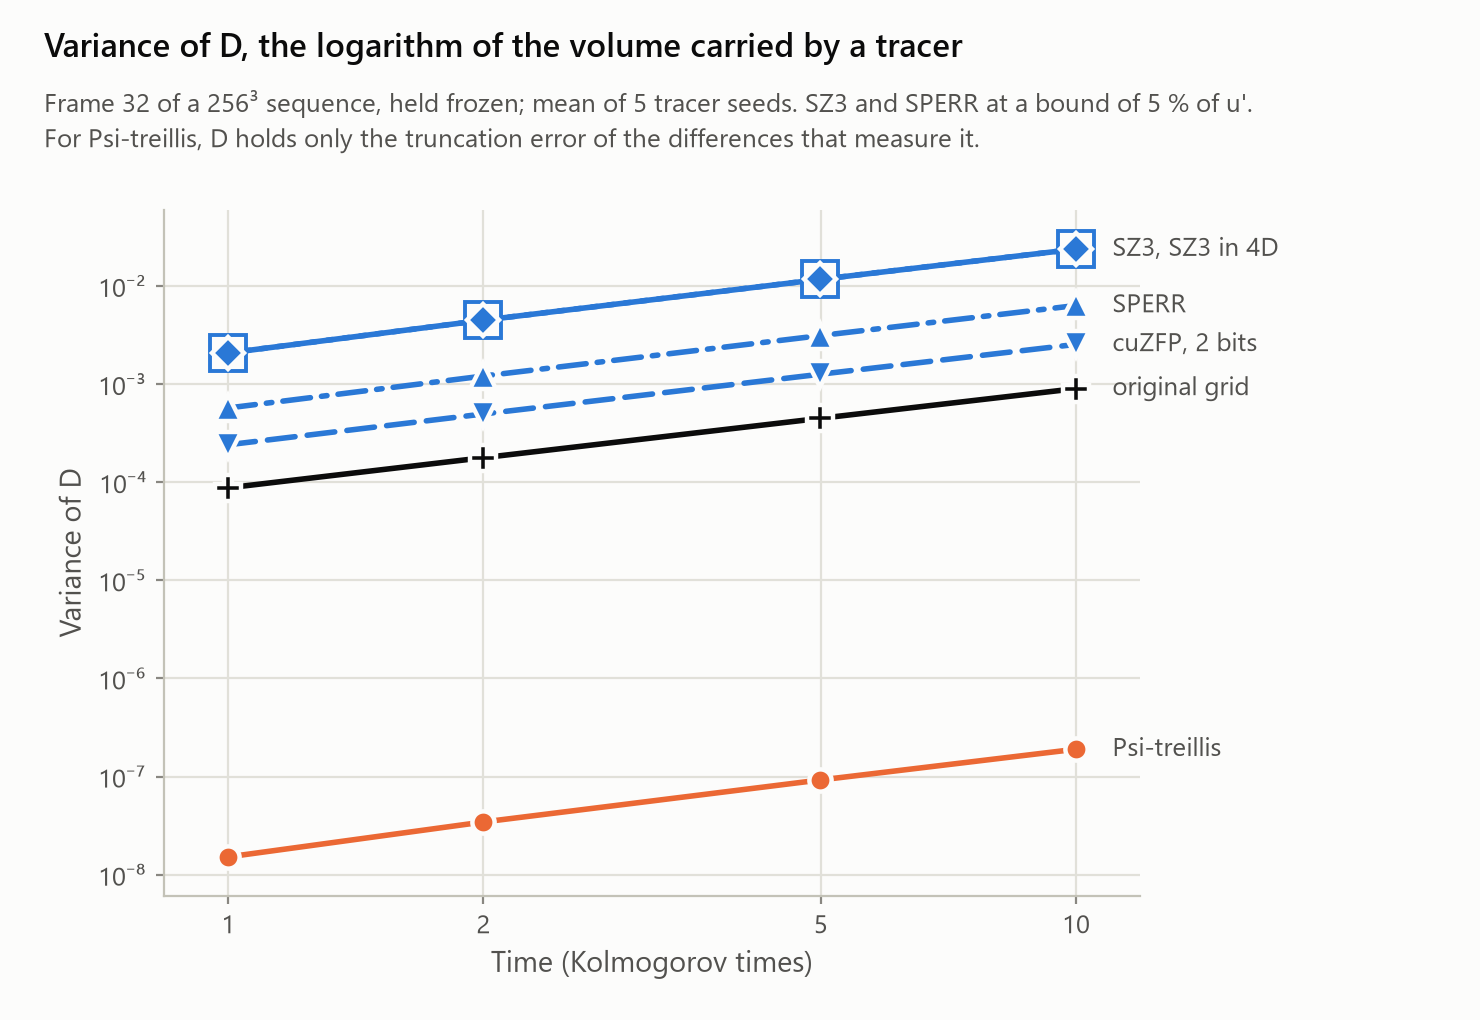 Variance of D, the logarithm of the volume carried by a tracer
Frame 32 of a 256³ sequence, held frozen; mean of 5 tracer seeds. SZ3 and SPERR at a bound of 5 % of u'.
For Psi-treillis, D holds only the truncation error of the differences that measure it.
SZ3, SZ3 in 4D
SPERR
cuZFP, 2 bits
original grid
Psi-treillis
Variance of D
10⁻²
10⁻³
10⁻⁴
10⁻⁵
10⁻⁶
10⁻⁷
10⁻⁸
1 2 5 10
Time (Kolmogorov times)